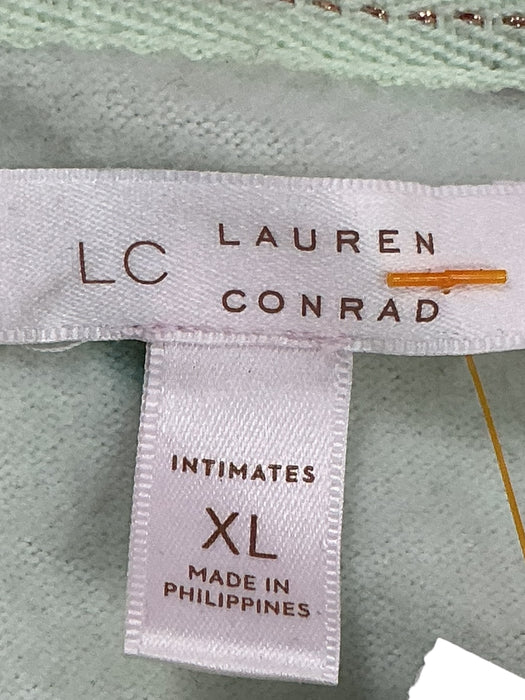 LC
LAUREN
CONRAD
INTIMATES
XL
MADE IN
PHILIPPINES